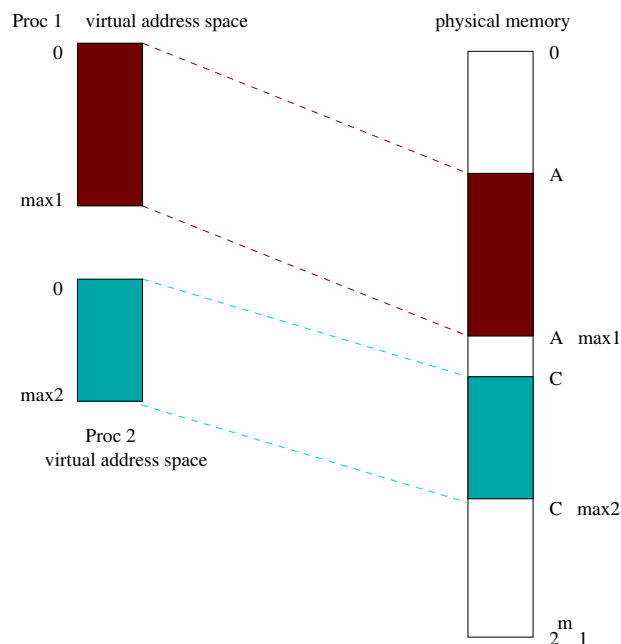 Proc 1 virtual address space
0
max1
0
max2
Proc 2
virtual address space
physical memory
0
A
A max1
C
C max2
2^m 1